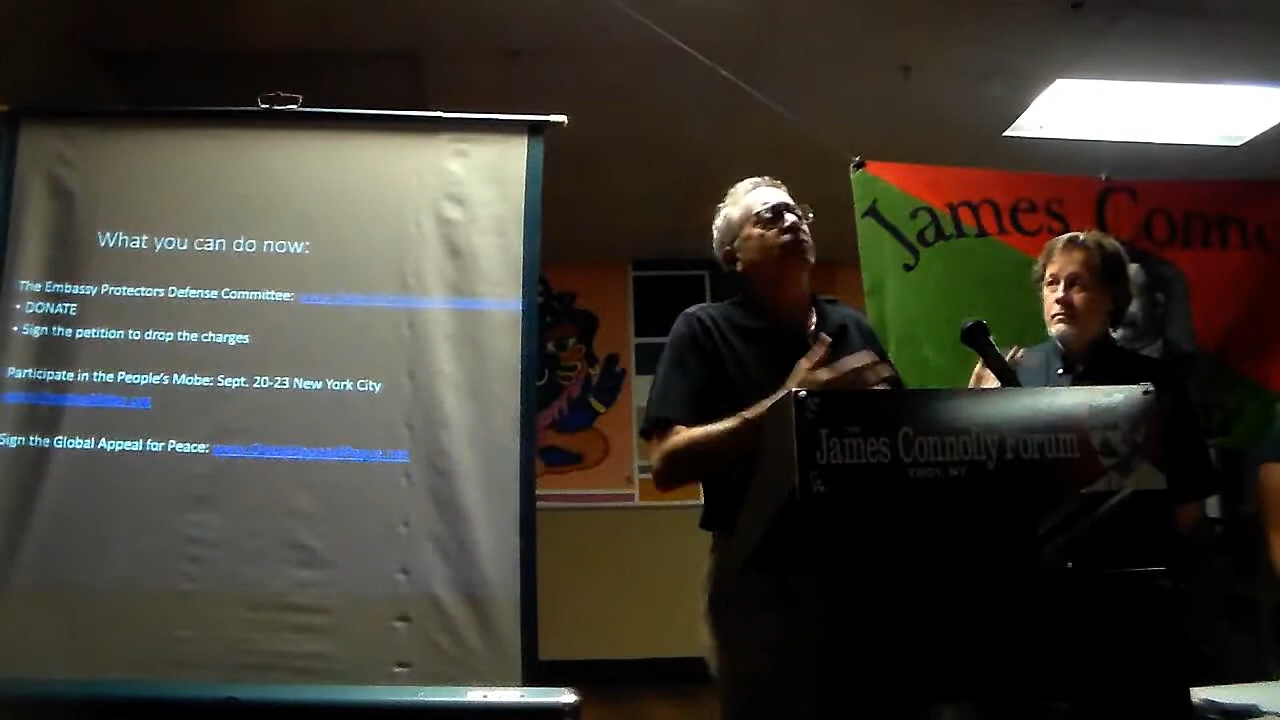 What you can do now:
The Embassy Protectors Defense Committee:
• DONATE
• Sign the petition to drop the charges
Participate in the People's Mobe: Sept. 20-23 New York City
Sign the Global Appeal for Peace:
James Conno
James Connolly Forum
TROY, NY